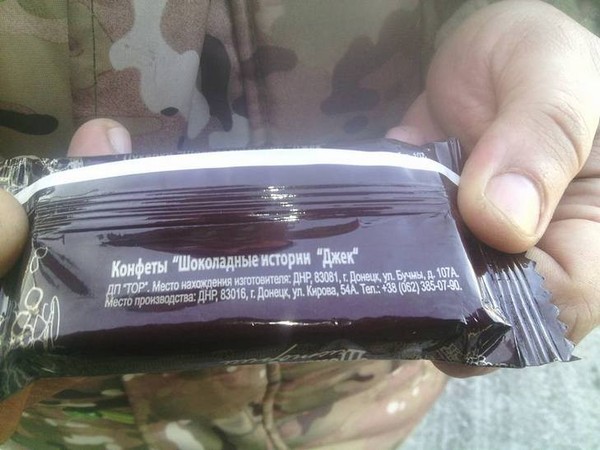 Конфеты "Шоколадные истории "Джек"
ДП "ТОР". Место нахождения изготовителя: ДНР, 83081, г. Донецк, ул. Бучмы, д. 107А.
Место производства: ДНР, 83016, г. Донецк, ул. Кирова, 54А. Тел.: +38 (062) 385-07-90.